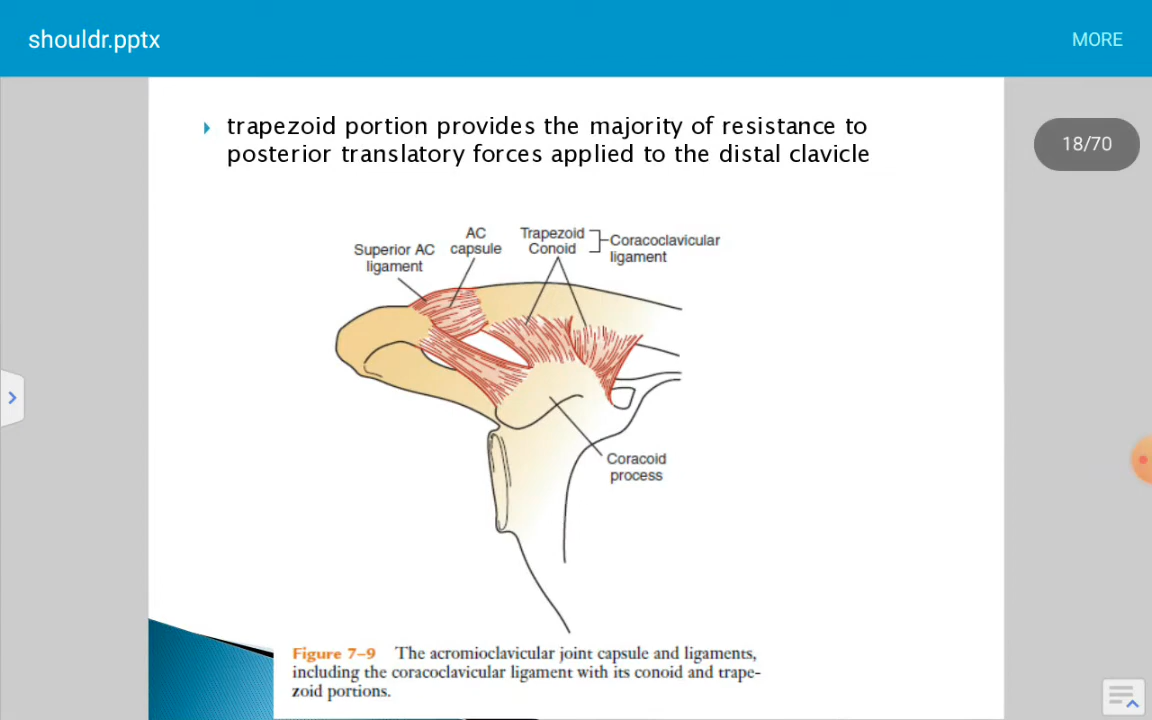 shouldr.pptx
MORE
trapezoid portion provides the majority of resistance to
posterior translatory forces applied to the distal clavicle
18/70
Superior AC
ligament
AC
capsule
Trapezoid
Conoid
Coracoclavicular
ligament
Coracoid
process
Figure 7–9 The acromioclavicular joint capsule and ligaments,
including the coracoclavicular ligament with its conoid and trape-
zoid portions.